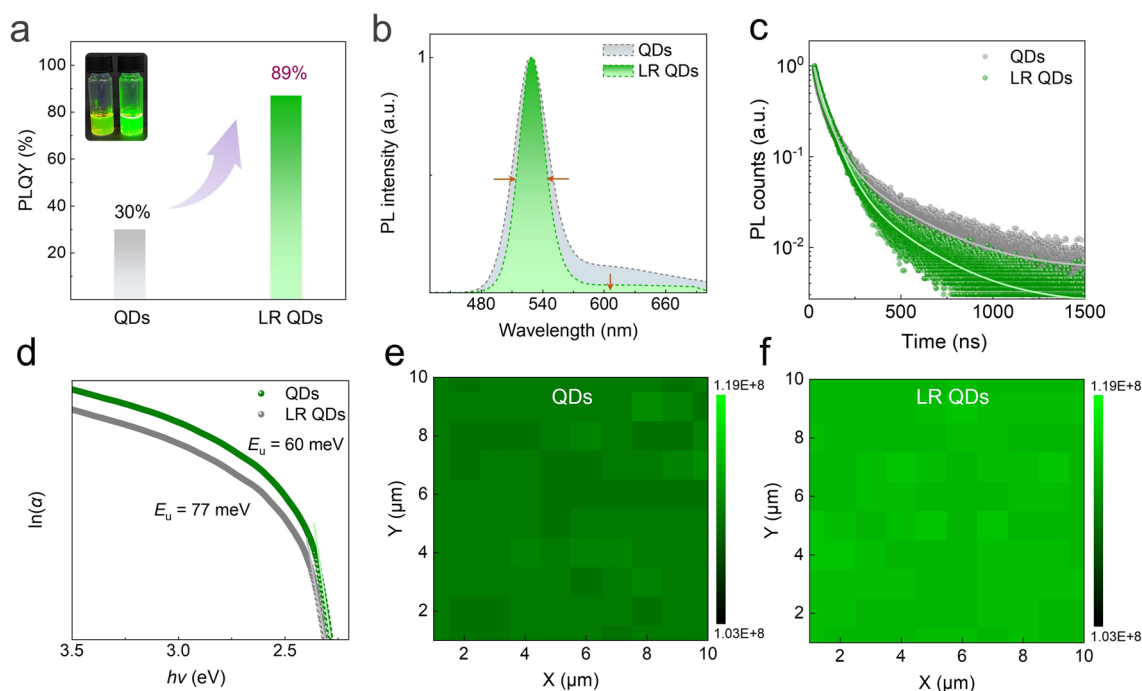 a
PLQY (%)
100
80
60
40
20
30%
89%
QDs
LR QDs
b
PL intensity (a.u.)
1
QDs
LR QDs
480
540
600
660
Wavelength (nm)
c
PL counts (a.u.)
10⁰
10⁻¹
10⁻²
QDs
LR QDs
0
500
1000
1500
Time (ns)
d
ln(α)
QDs
LR QDs
Eu = 60 meV
Eu = 77 meV
3.5
3.0
2.5
hν (eV)
e
QDs
Y (μm)
10
8
6
4
2
2
4
6
8
10
X (μm)
1.19E+8
1.03E+8
f
LR QDs
Y (μm)
10
8
6
4
2
2
4
6
8
10
X (μm)
1.19E+8
1.03E+8